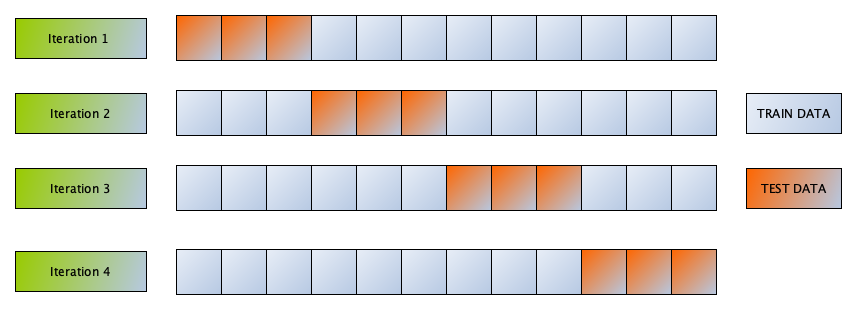 Iteration 1
Iteration 2
TRAIN DATA
Iteration 3
TEST DATA
Iteration 4